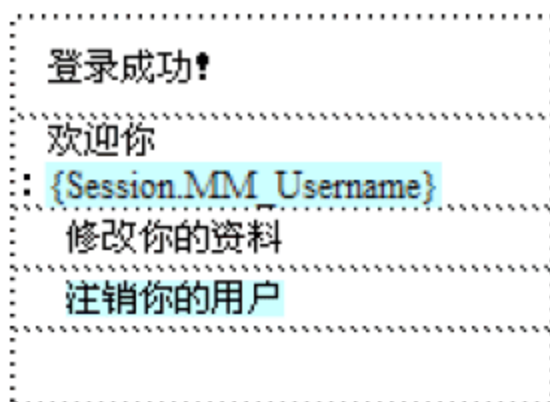 登录成功!
欢迎你
: {Session.MM_Username}
修改你的资料
注销你的用户